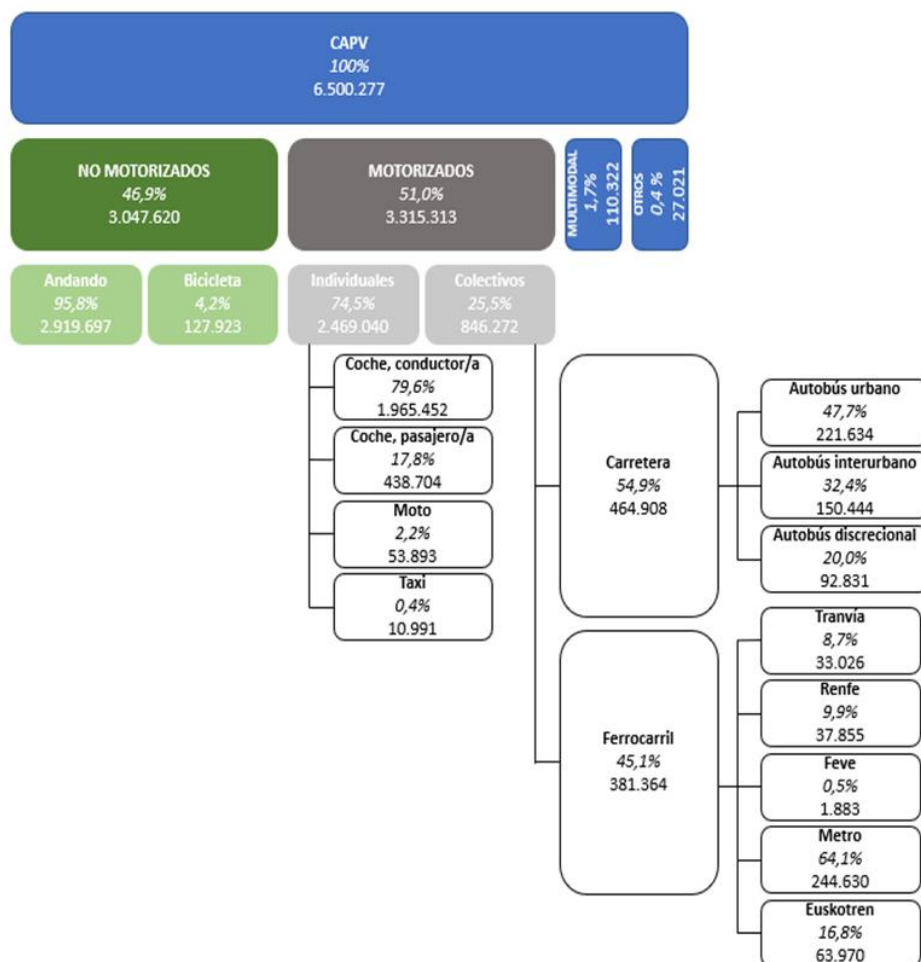 CAPV
100%
6.500.277
NO MOTORIZADOS
46,9%
3.047.620
MOTORIZADOS
51,0%
3.315.313
MULTIMODAL
1,7%
110.322
OTROS
0,4 %
27.021
Andando
95,8%
2.919.697
Bicicleta
4,2%
127.923
Individuales
74,5%
2.469.040
Colectivos
25,5%
846.272
Coche, conductor/a
79,6%
1.965.452
Coche, pasajero/a
17,8%
438.704
Moto
2,2%
53.893
Taxi
0,4%
10.991
Carretera
54,9%
464.908
Autobús urbano
47,7%
221.634
Autobús interurbano
32,4%
150.444
Autobús discrecional
20,0%
92.831
Ferrocarril
45,1%
381.364
Tranvía
8,7%
33.026
Renfe
9,9%
37.855
Feve
0,5%
1.883
Metro
64,1%
244.630
Euskotren
16,8%
63.970